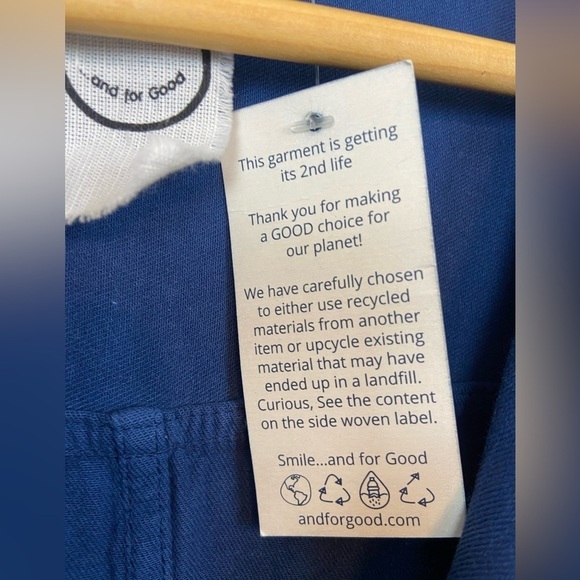 ...and for Good
This garment is getting
its 2nd life
Thank you for making
a GOOD choice for
our planet!
We have carefully chosen
to either use recycled
materials from another
item or upcycle existing
material that may have
ended up in a landfill.
Curious, See the content
on the side woven label.
Smile...and for Good
andforgood.com